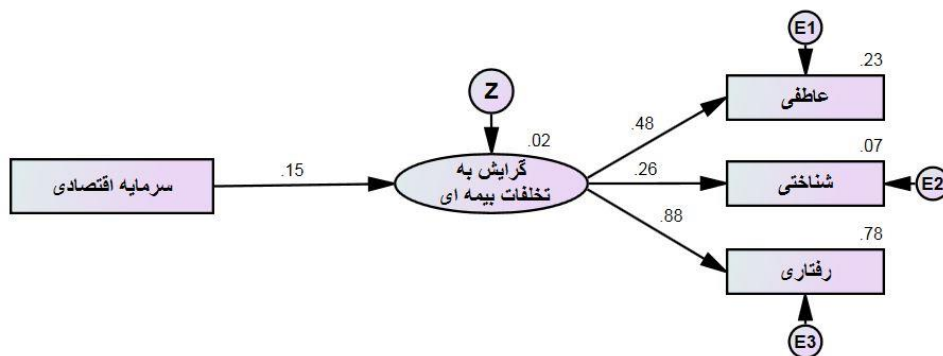 E1
.23
عاطفی
Z
.48
.02
.07
سرمایه اقتصادی
.15
گرایش به
تخلفات بیمه ای
.26
شناختی
E2
.88
.78
رفتاری
E3